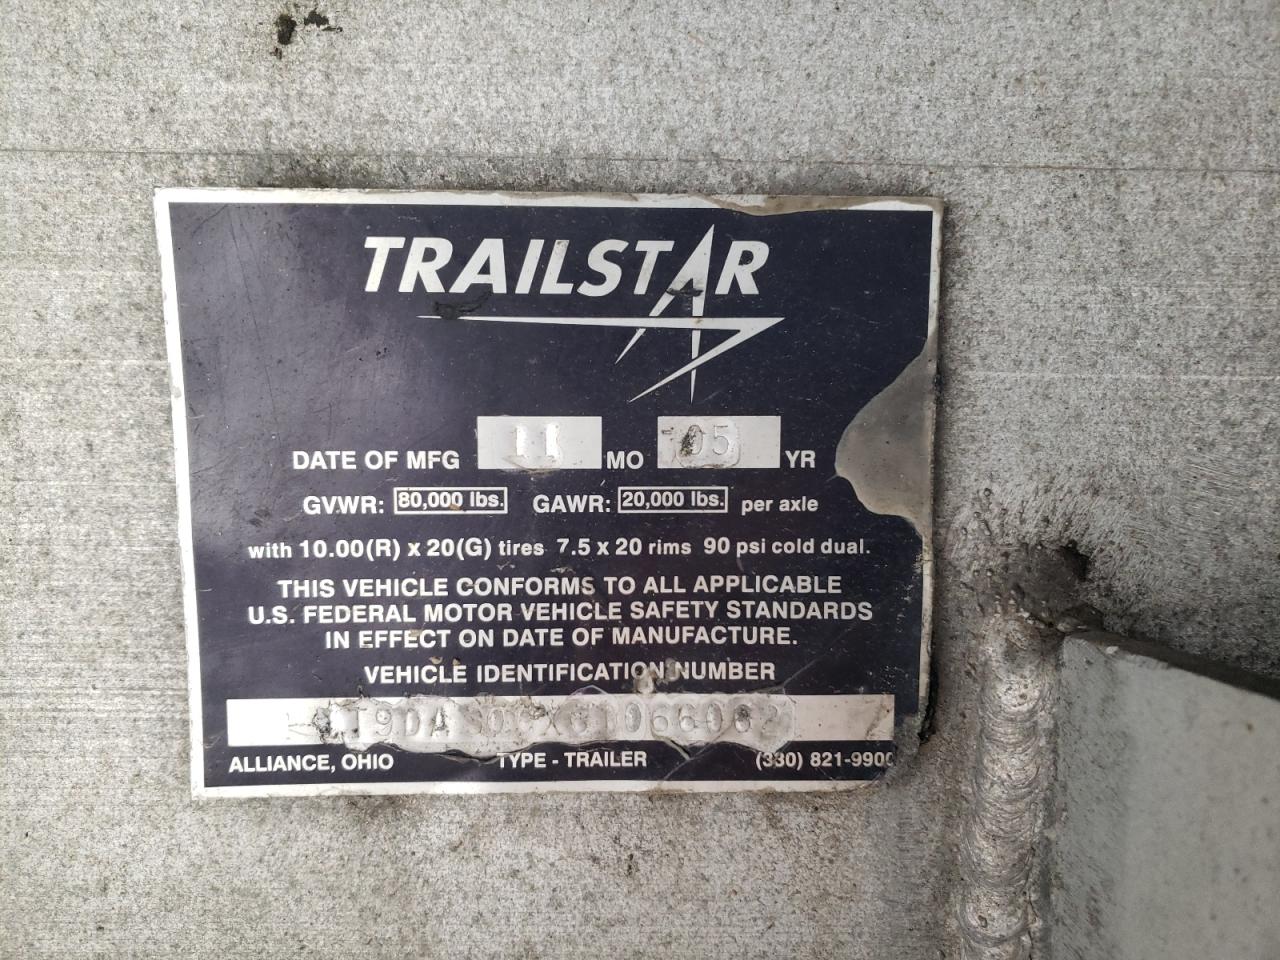 TRAILSTAR
DATE OF MFG 11 MO 05 YR
GVWR: 80,000 lbs. GAWR: 20,000 lbs. per axle
with 10.00(R) x 20(G) tires 7.5 x 20 rims 90 psi cold dual.
THIS VEHICLE CONFORMS TO ALL APPLICABLE
U.S. FEDERAL MOTOR VEHICLE SAFETY STANDARDS
IN EFFECT ON DATE OF MANUFACTURE.
VEHICLE IDENTIFICATION NUMBER
ALLIANCE, OHIO TYPE - TRAILER (330) 821-9900